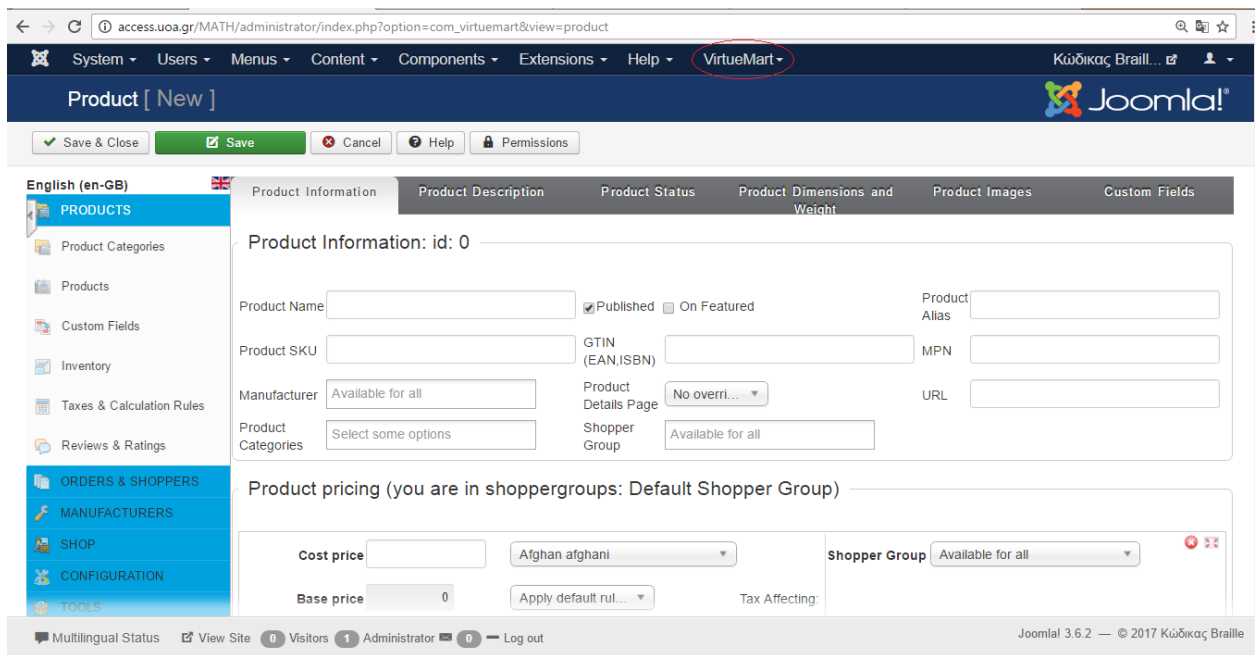 access.uoa.gr/MATH/administrator/index.php?option=com_virtuemart&view=product
System Users Menus Content Components Extensions Help VirtueMart Κώδικας Braill...
Product [ New ] Joomla!®
Save & Close Save Cancel Help Permissions
English (en-GB)
PRODUCTS
Product Categories
Products
Custom Fields
Inventory
Taxes & Calculation Rules
Reviews & Ratings
ORDERS & SHOPPERS
MANUFACTURERS
SHOP
CONFIGURATION
TOOLS
Product Information Product Description Product Status Product Dimensions and Weight Product Images Custom Fields
Product Information: id: 0
Product Name Published On Featured Product Alias
Product SKU GTIN (EAN,ISBN) MPN
Manufacturer Available for all Product Details Page No overri... URL
Product Categories Select some options Shopper Group Available for all
Product pricing (you are in shoppergroups: Default Shopper Group)
Cost price Afghan afghani Shopper Group Available for all
Base price 0 Apply default rul... Tax Affecting:
Multilingual Status View Site 0 Visitors 1 Administrator 0 Log out Joomla! 3.6.2 — © 2017 Κώδικας Braille